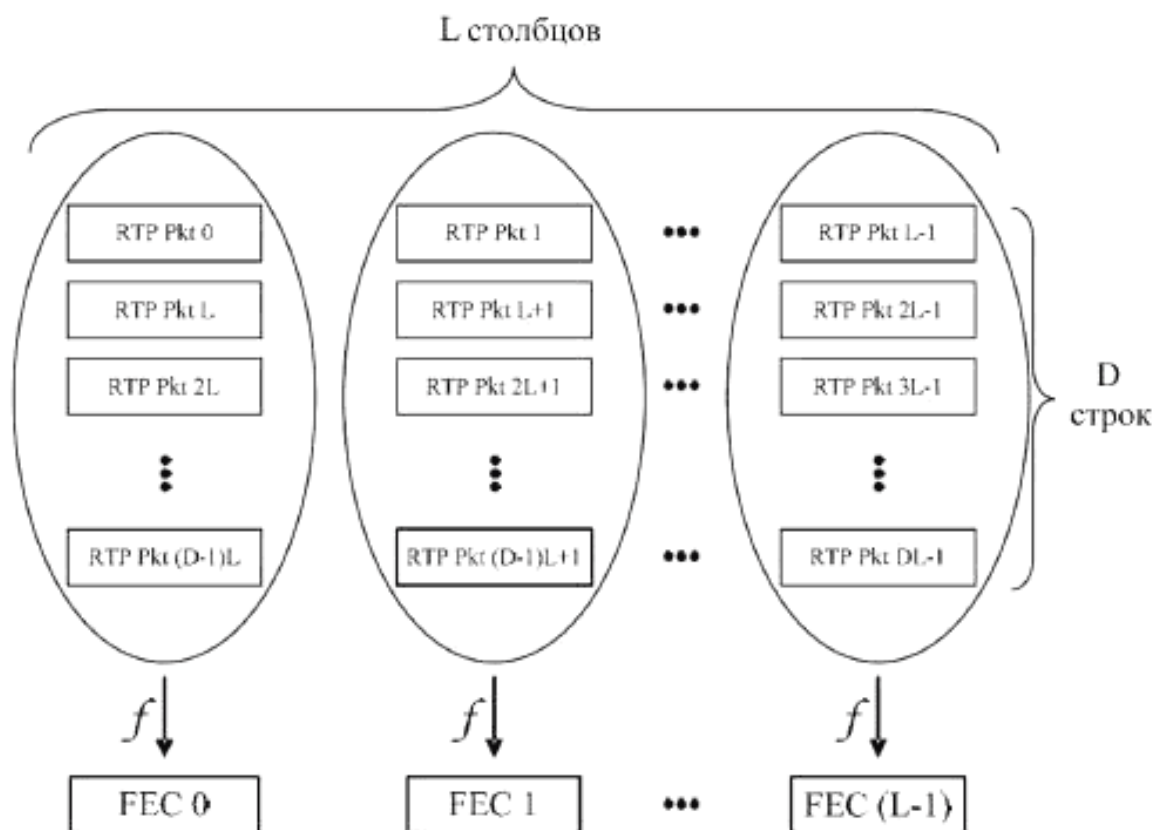 L столбцов
RTP Pkt 0
RTP Pkt 1
•••
RTP Pkt L-1
RTP Pkt L
RTP Pkt L+1
•••
RTP Pkt 2L-1
RTP Pkt 2L
RTP Pkt 2L+1
•••
RTP Pkt 3L-1
D
строк
RTP Pkt (D-1)L
RTP Pkt (D-1)L+1
•••
RTP Pkt DL-1
f
f
f
FEC 0
FEC 1
•••
FEC (L-1)